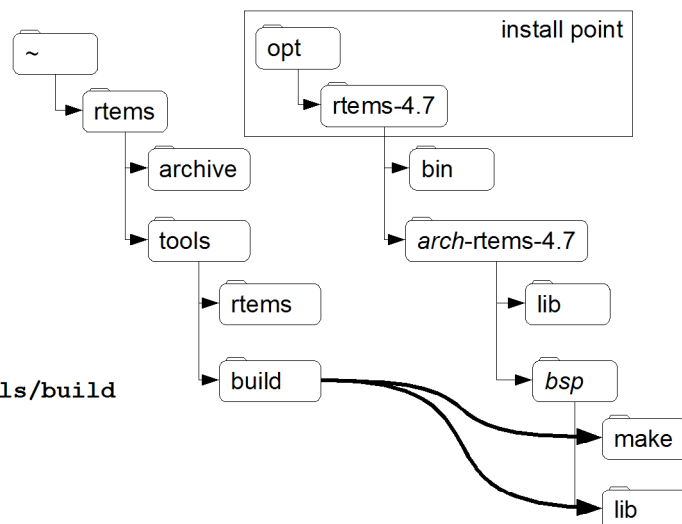 install point
~
opt
rtems
rtems-4.7
archive
bin
tools
arch-rtems-4.7
rtems
lib
build
bsp
ls/build
make
lib